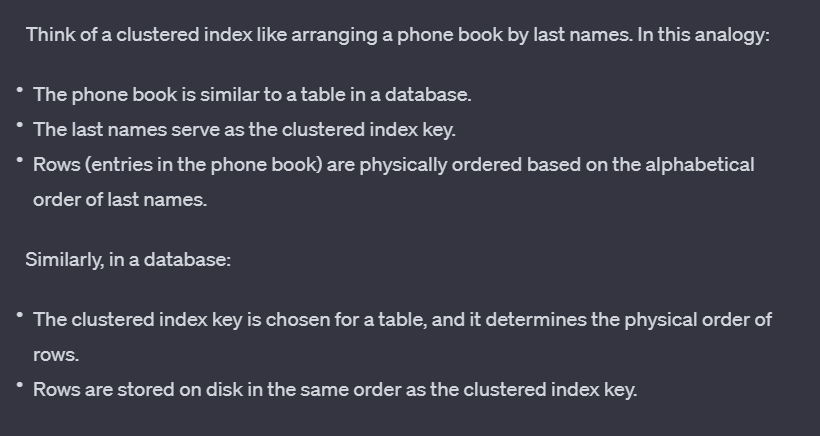 Think of a clustered index like arranging a phone book by last names. In this analogy:
• The phone book is similar to a table in a database.
• The last names serve as the clustered index key.
• Rows (entries in the phone book) are physically ordered based on the alphabetical
order of last names.
Similarly, in a database:
• The clustered index key is chosen for a table, and it determines the physical order of
rows.
• Rows are stored on disk in the same order as the clustered index key.